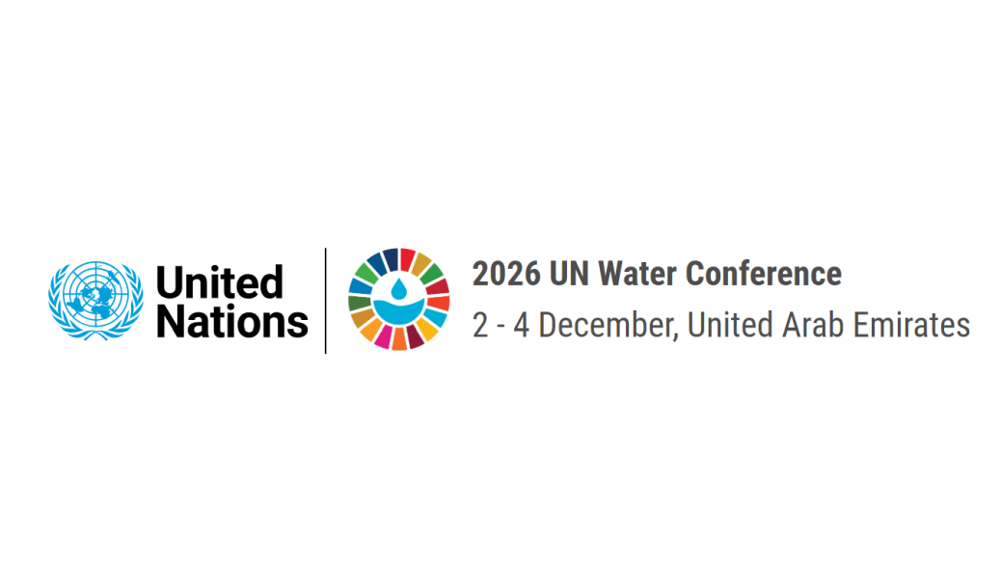 United
Nations
2026 UN Water Conference
2 - 4 December, United Arab Emirates